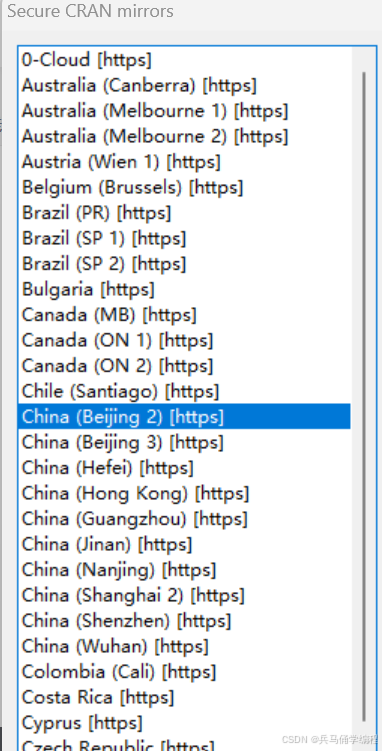 Secure CRAN mirrors
0-Cloud [https]
Australia (Canberra) [https]
Australia (Melbourne 1) [https]
Australia (Melbourne 2) [https]
Austria (Wien 1) [https]
Belgium (Brussels) [https]
Brazil (PR) [https]
Brazil (SP 1) [https]
Brazil (SP 2) [https]
Bulgaria [https]
Canada (MB) [https]
Canada (ON 1) [https]
Canada (ON 2) [https]
Chile (Santiago) [https]
China (Beijing 2) [https]
China (Beijing 3) [https]
China (Hefei) [https]
China (Hong Kong) [https]
China (Guangzhou) [https]
China (Jinan) [https]
China (Nanjing) [https]
China (Shanghai 2) [https]
China (Shenzhen) [https]
China (Wuhan) [https]
Colombia (Cali) [https]
Costa Rica [https]
Cyprus [https]
Czech Republic [https]
CSDN @兵马俑学编程